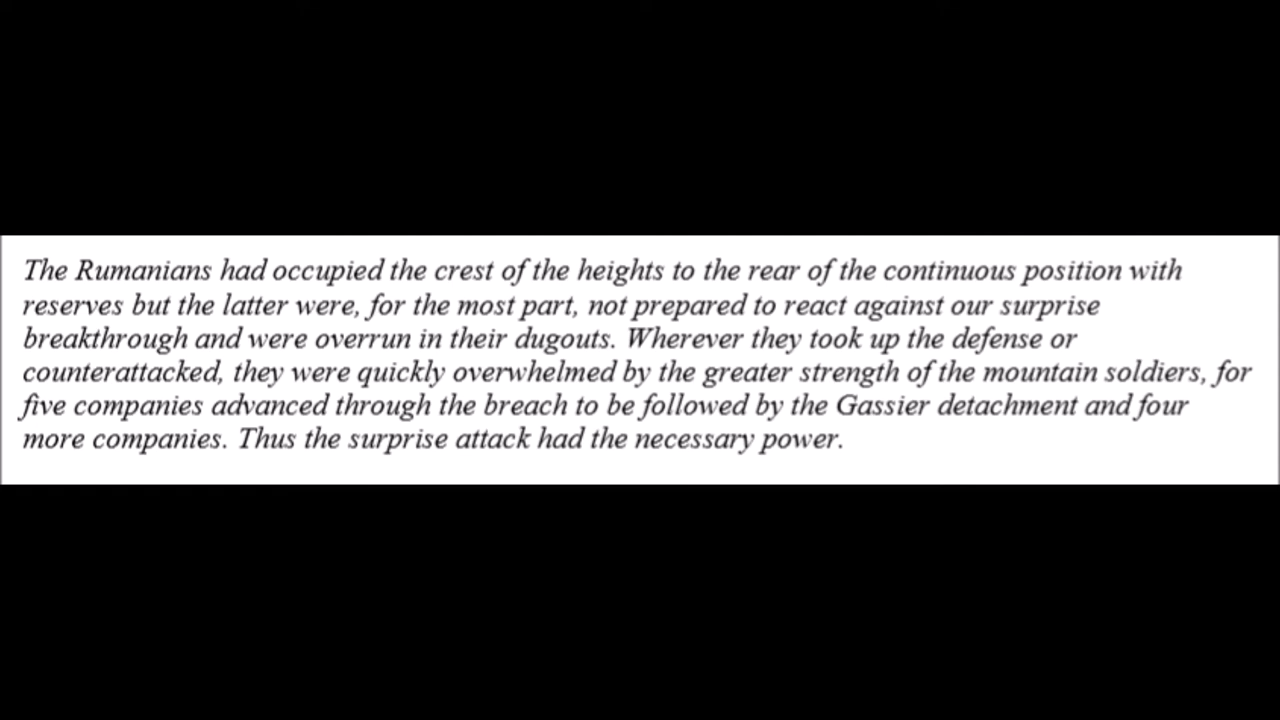 The Rumanians had occupied the crest of the heights to the rear of the continuous position with
reserves but the latter were, for the most part, not prepared to react against our surprise
breakthrough and were overrun in their dugouts. Wherever they took up the defense or
counterattacked, they were quickly overwhelmed by the greater strength of the mountain soldiers, for
five companies advanced through the breach to be followed by the Gassier detachment and four
more companies. Thus the surprise attack had the necessary power.